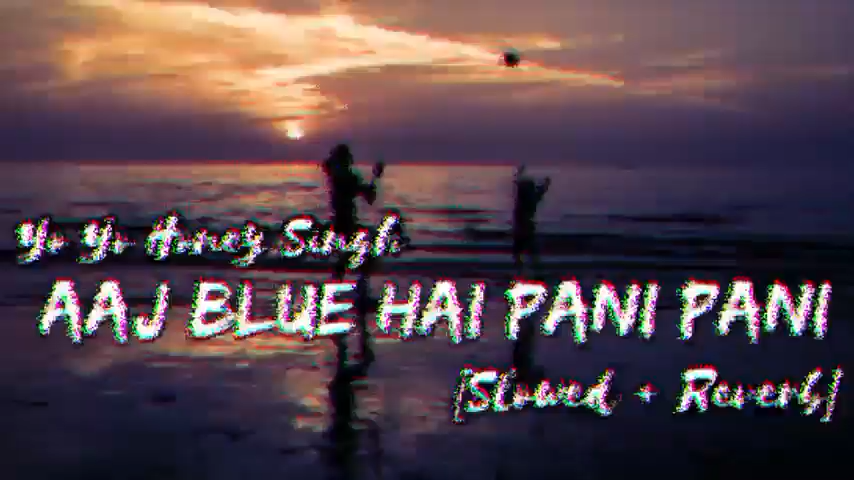 Yo Yo Honey Singh
AAJ BLUE HAI PANI PANI
[Slowed + Reverb]